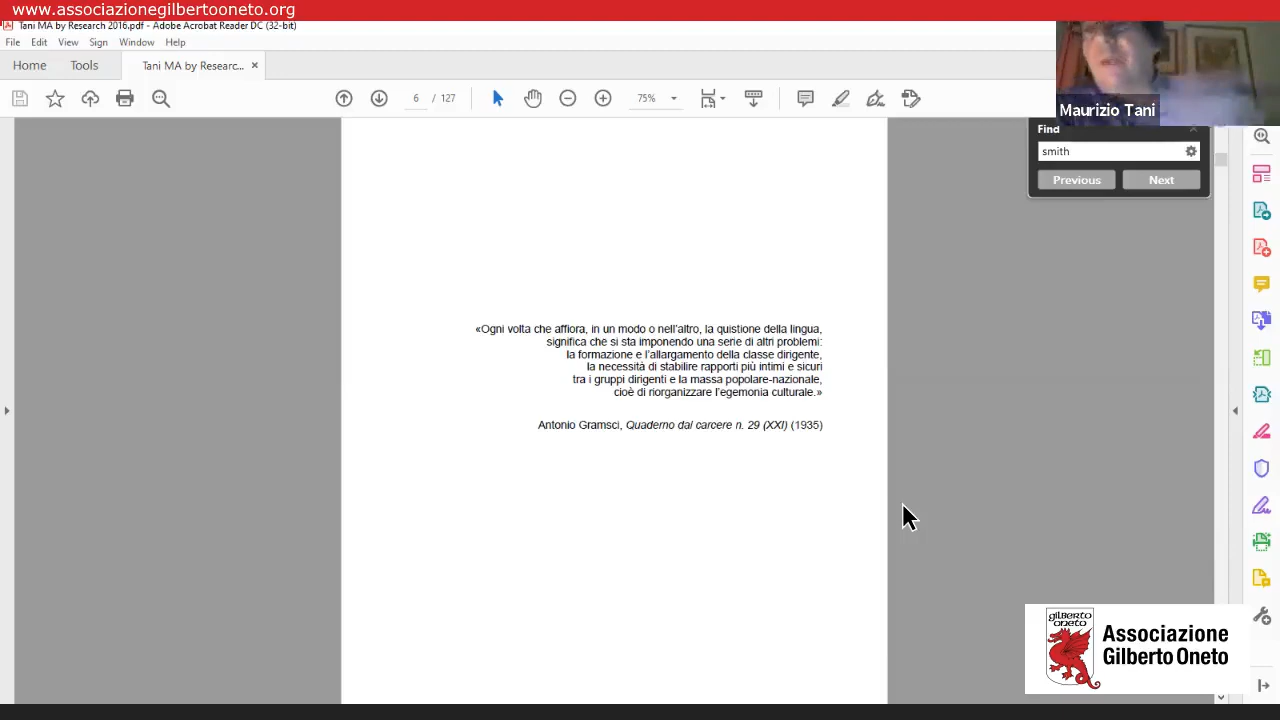 www.associazionegilbertooneto.org
Tani MA by Research 2016.pdf - Adobe Acrobat Reader DC (32-bit)
File Edit View Sign Window Help
Home Tools Tani MA by Researc... ×
6 / 127 75%
Maurizio Tani
Find
smith
Previous Next
«Ogni volta che affiora, in un modo o nell'altro, la quistione della lingua,
significa che si sta imponendo una serie di altri problemi:
la formazione e l'allargamento della classe dirigente,
la necessità di stabilire rapporti più intimi e sicuri
tra i gruppi dirigenti e la massa popolare-nazionale,
cioè di riorganizzare l'egemonia culturale.»
Antonio Gramsci, Quaderno dal carcere n. 29 (XXI) (1935)
gilberto
oneto
Associazione
Gilberto Oneto